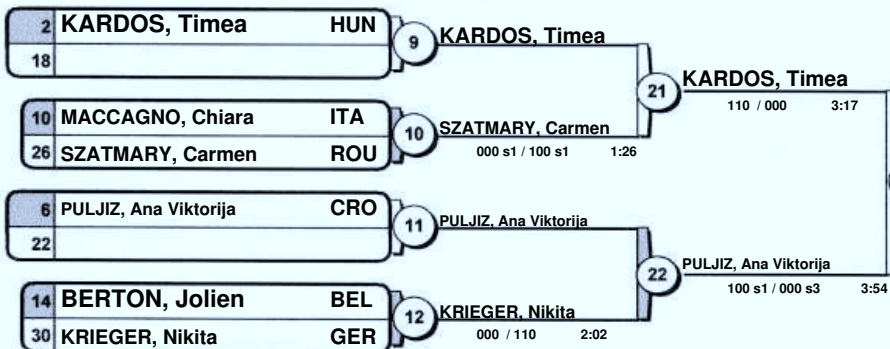 2 KARDOS, Timea HUN
18
9
KARDOS, Timea
10 MACCAGNO, Chiara ITA
26 SZATMARY, Carmen ROU
10
SZATMARY, Carmen
000 s1 / 100 s1 1:26
21
KARDOS, Timea
110 / 000 3:17
6 PULJIZ, Ana Viktorija CRO
22
11
PULJIZ, Ana Viktorija
14 BERTON, Jolien BEL
30 KRIEGER, Nikita GER
12
KRIEGER, Nikita
000 / 110 2:02
22
PULJIZ, Ana Viktorija
100 s1 / 000 s3 3:54